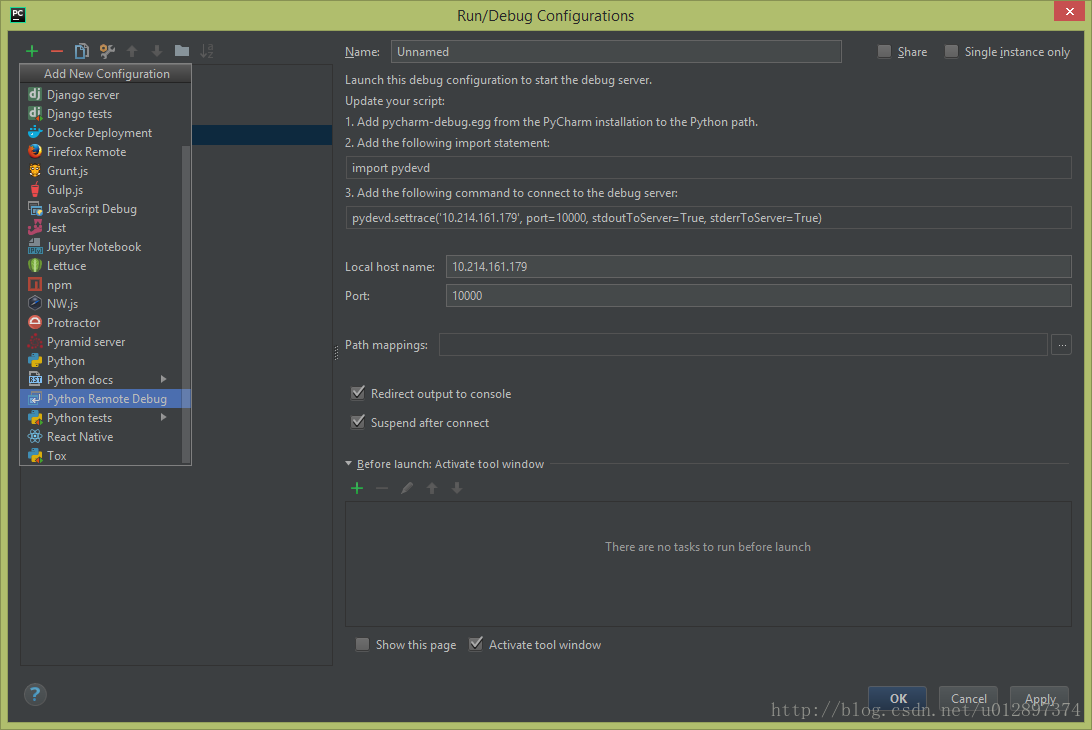 PC
Run/Debug Configurations
Add New Configuration
dj Django server
dj Django tests
Docker Deployment
Firefox Remote
Grunt.js
Gulp.js
JavaScript Debug
Jest
Jupyter Notebook
Lettuce
npm
NW.js
Protractor
Pyramid server
Python
RST Python docs
Python Remote Debug
Python tests
React Native
Tox
Name: Unnamed Share Single instance only
Launch this debug configuration to start the debug server.
Update your script:
1. Add pycharm-debug.egg from the PyCharm installation to the Python path.
2. Add the following import statement:
import pydevd
3. Add the following command to connect to the debug server:
pydevd.settrace('10.214.161.179', port=10000, stdoutToServer=True, stderrToServer=True)
Local host name: 10.214.161.179
Port: 10000
Path mappings: ...
Redirect output to console
Suspend after connect
Before launch: Activate tool window
There are no tasks to run before launch
Show this page Activate tool window
? OK Cancel Apply
http://blog.csdn.net/u012897374